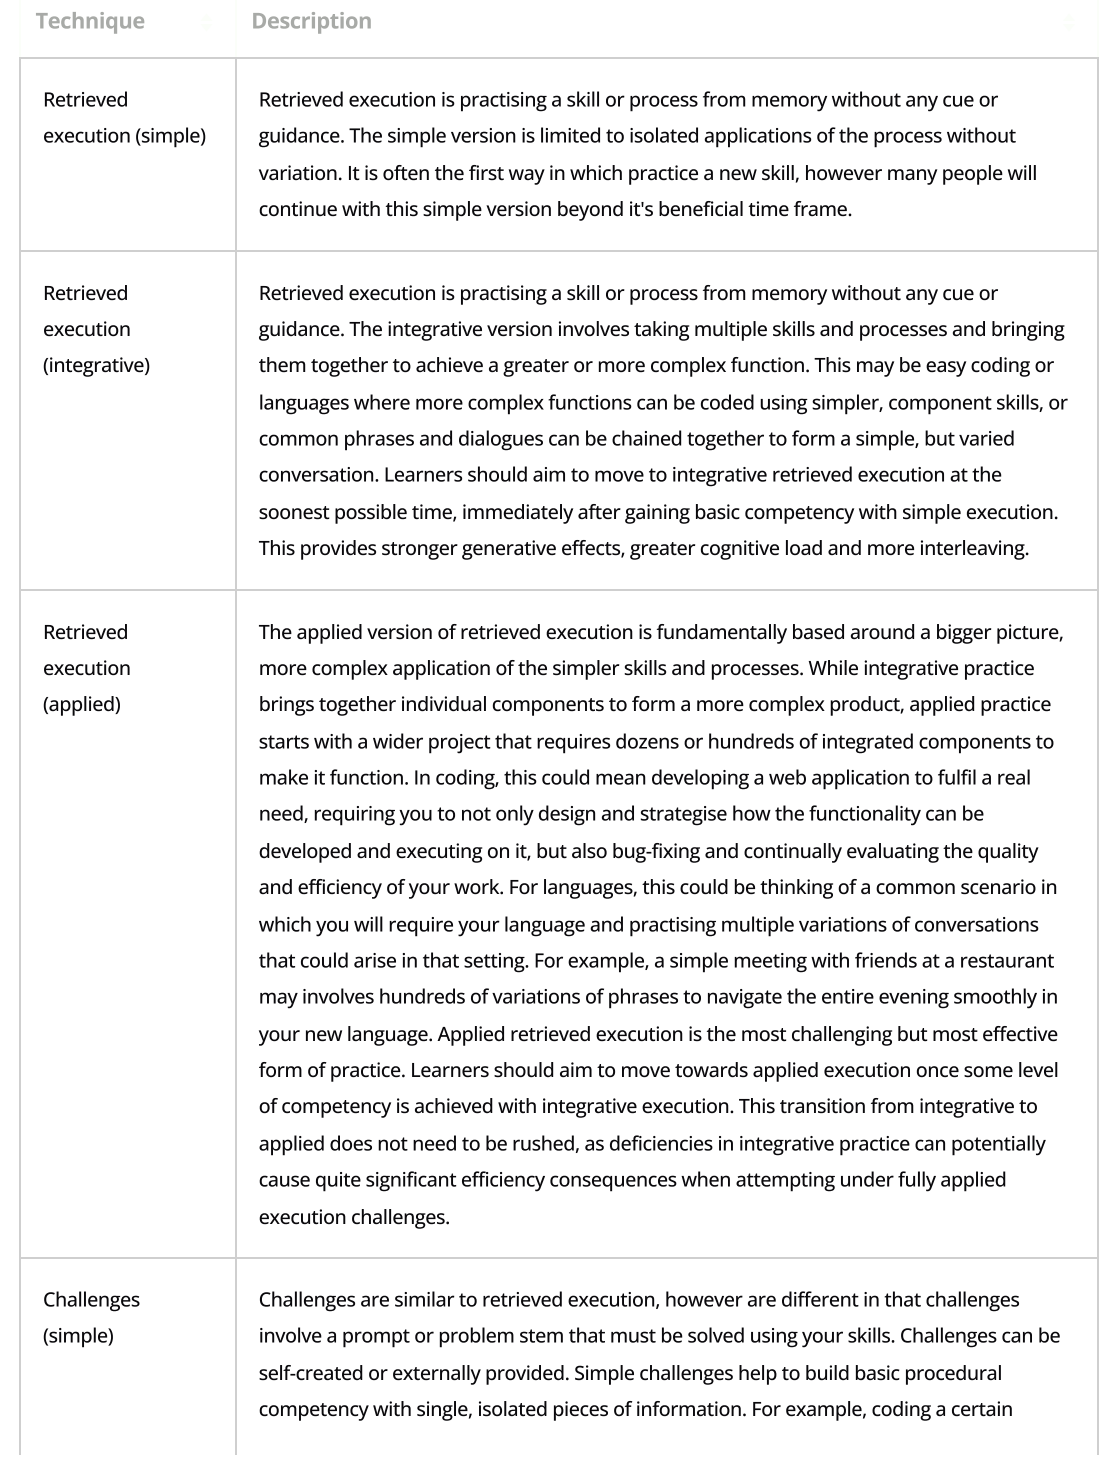 Technique
Description
Retrieved
execution (simple)
Retrieved execution is practising a skill or process from memory without any cue or
guidance. The simple version is limited to isolated applications of the process without
variation. It is often the first way in which practice a new skill, however many people will
continue with this simple version beyond it's beneficial time frame.
Retrieved
execution
(integrative)
Retrieved execution is practising a skill or process from memory without any cue or
guidance. The integrative version involves taking multiple skills and processes and bringing
them together to achieve a greater or more complex function. This may be easy coding or
languages where more complex functions can be coded using simpler, component skills, or
common phrases and dialogues can be chained together to form a simple, but varied
conversation. Learners should aim to move to integrative retrieved execution at the
soonest possible time, immediately after gaining basic competency with simple execution.
This provides stronger generative effects, greater cognitive load and more interleaving.
Retrieved
execution
(applied)
The applied version of retrieved execution is fundamentally based around a bigger picture,
more complex application of the simpler skills and processes. While integrative practice
brings together individual components to form a more complex product, applied practice
starts with a wider project that requires dozens or hundreds of integrated components to
make it function. In coding, this could mean developing a web application to fulfil a real
need, requiring you to not only design and strategise how the functionality can be
developed and executing on it, but also bug-fixing and continually evaluating the quality
and efficiency of your work. For languages, this could be thinking of a common scenario in
which you will require your language and practising multiple variations of conversations
that could arise in that setting. For example, a simple meeting with friends at a restaurant
may involves hundreds of variations of phrases to navigate the entire evening smoothly in
your new language. Applied retrieved execution is the most challenging but most effective
form of practice. Learners should aim to move towards applied execution once some level
of competency is achieved with integrative execution. This transition from integrative to
applied does not need to be rushed, as deficiencies in integrative practice can potentially
cause quite significant efficiency consequences when attempting under fully applied
execution challenges.
Challenges
(simple)
Challenges are similar to retrieved execution, however are different in that challenges
involve a prompt or problem stem that must be solved using your skills. Challenges can be
self-created or externally provided. Simple challenges help to build basic procedural
competency with single, isolated pieces of information. For example, coding a certain